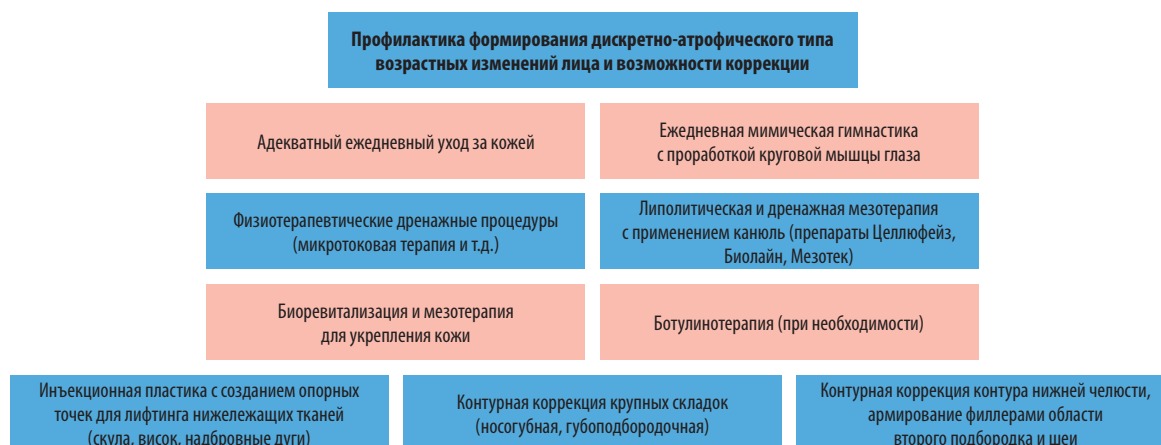 Профилактика формирования дискретно-атрофического типа
возрастных изменений лица и возможности коррекции
Адекватный ежедневный уход за кожей
Ежедневная мимическая гимнастика
с проработкой круговой мышцы глаза
Физиотерапевтические дренажные процедуры
(микротоковая терапия и т.д.)
Липолитическая и дренажная мезотерапия
с применением канюль (препараты Целлюфейз,
Биолайн, Мезотек)
Биоревитализация и мезотерапия
для укрепления кожи
Ботулинотерапия (при необходимости)
Инъекционная пластика с созданием опорных
точек для лифтинга нижележащих тканей
(скула, висок, надбровные дуги)
Контурная коррекция крупных складок
(носогубная, губоподбородочная)
Контурная коррекция контура нижней челюсти,
армирование филлерами области
второго подбородка и шеи